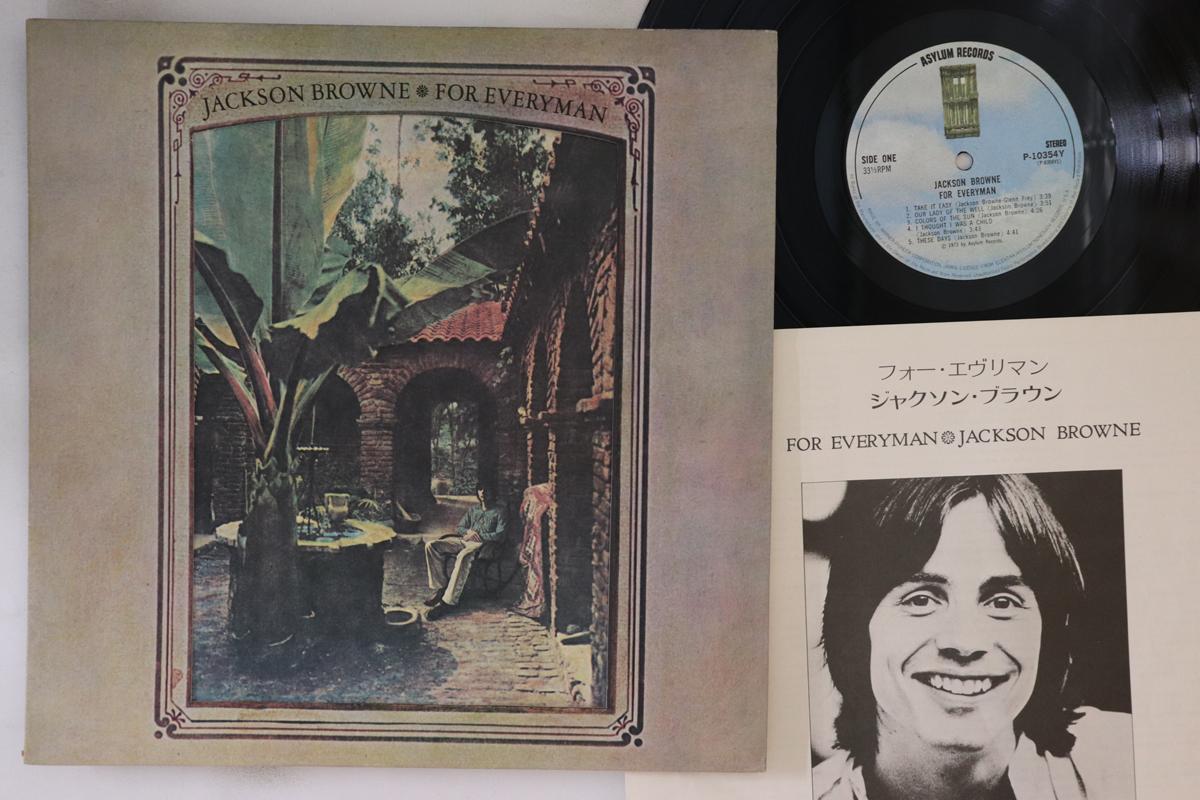 JACKSON BROWNE ❋ FOR EVERYMAN
ASYLUM RECORDS
SIDE ONE
33⅓RPM
STEREO
P-10354Y
JACKSON BROWNE
FOR EVERYMAN
1. TAKE IT EASY (Jackson Browne-Glenn Frey) 3:39
2. OUR LADY OF THE WELL (Jackson Browne) 3:51
3. COLORS OF THE SUN (Jackson Browne) 4:26
4. I THOUGHT I WAS A CHILD
(Jackson Browne) 3:43
5. THESE DAYS (Jackson Browne) 4:41
℗ 1973 by Asylum Records.
フォー・エヴリマン
ジャクソン・ブラウン
FOR EVERYMAN❋JACKSON BROWNE